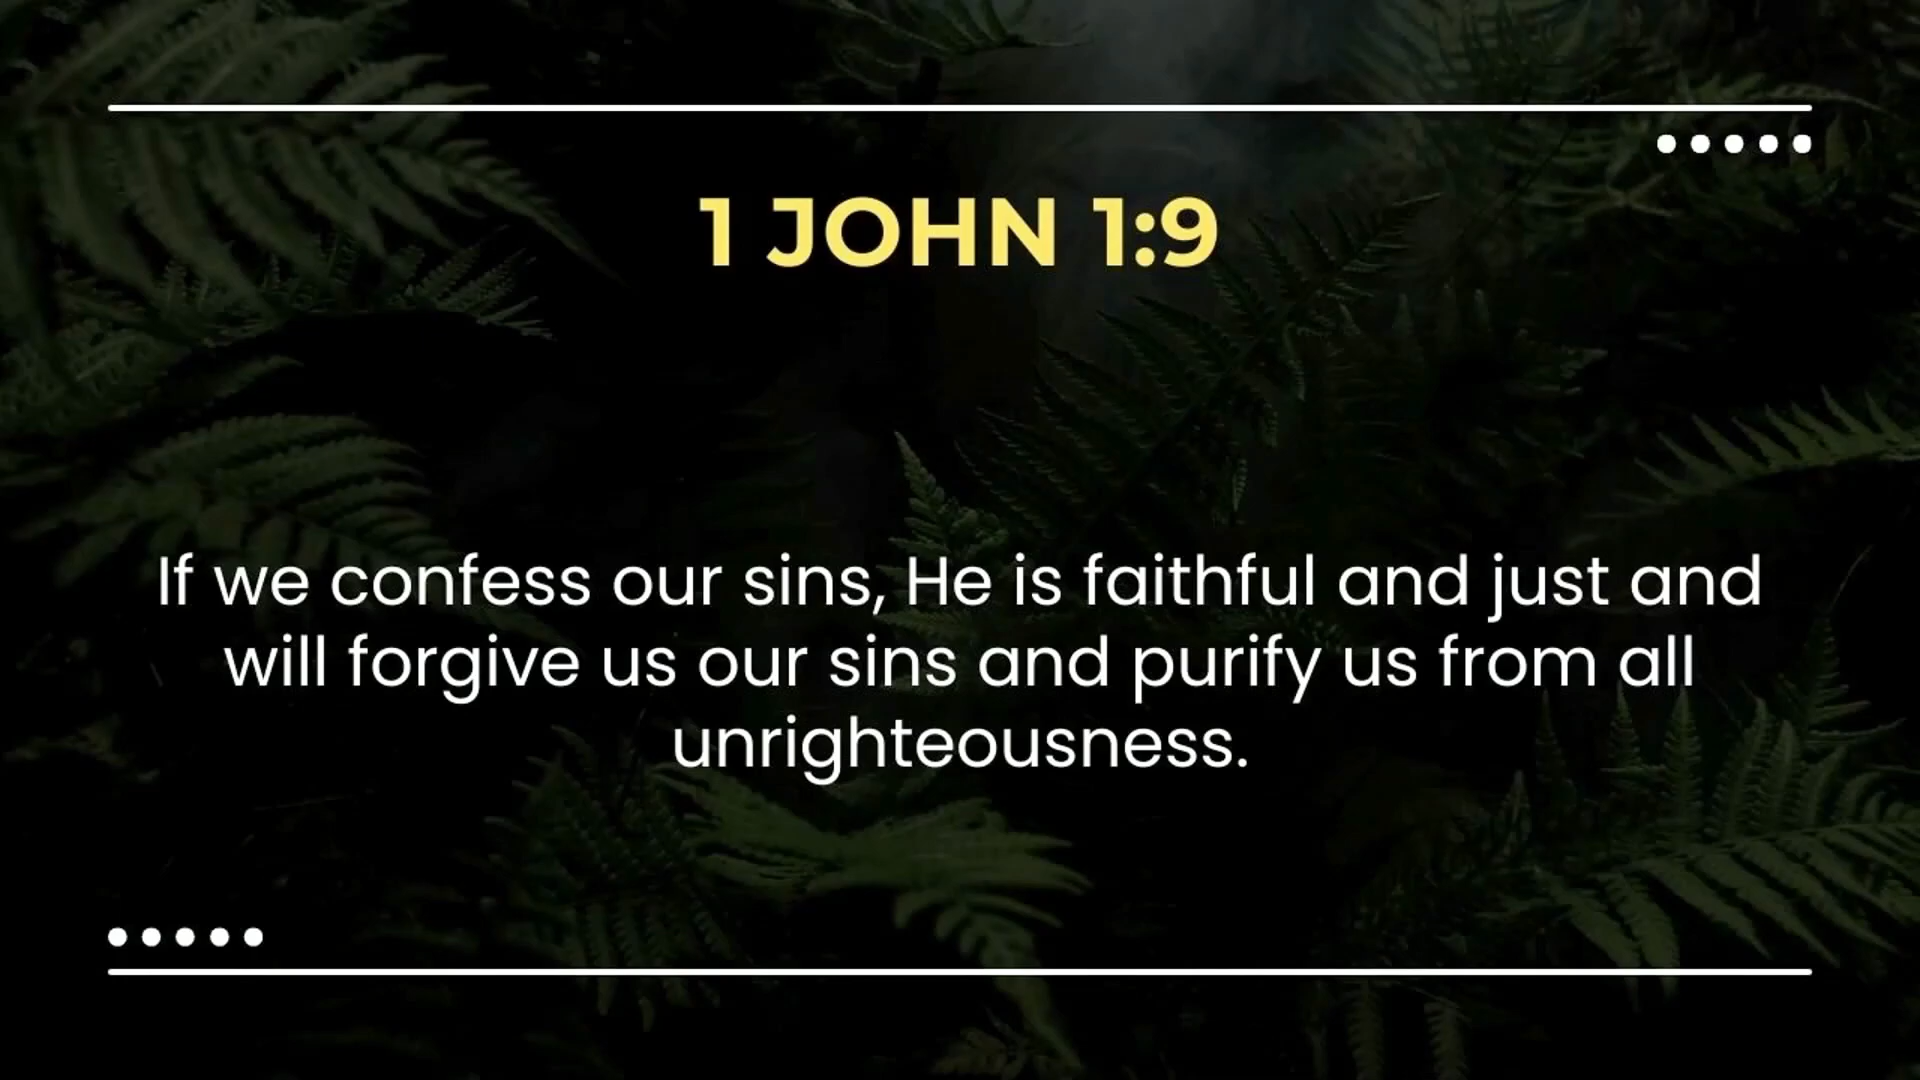 1 JOHN 1:9
If we confess our sins, He is faithful and just and
will forgive us our sins and purify us from all
unrighteousness.